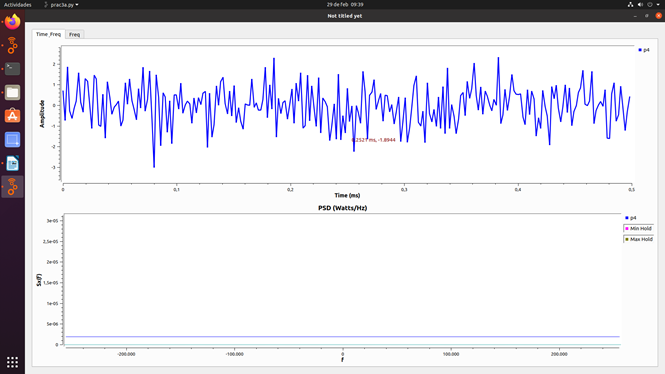 Actividades
prac3a.py
29 de feb 09:39
Not titled yet
Time_Freq
Freq
p4
Amplitude
2
1
0
-1
-2
-3
0,2521 ms, -1.8944
0
0,1
0,2
0,3
0,4
0,5
Time (ms)
PSD (Watts/Hz)
p4
Min Hold
Max Hold
Sx(f)
3e-05
2,5e-05
2e-05
1,5e-05
1e-05
5e-06
0
-200.000
-100.000
0
100.000
200.000
f